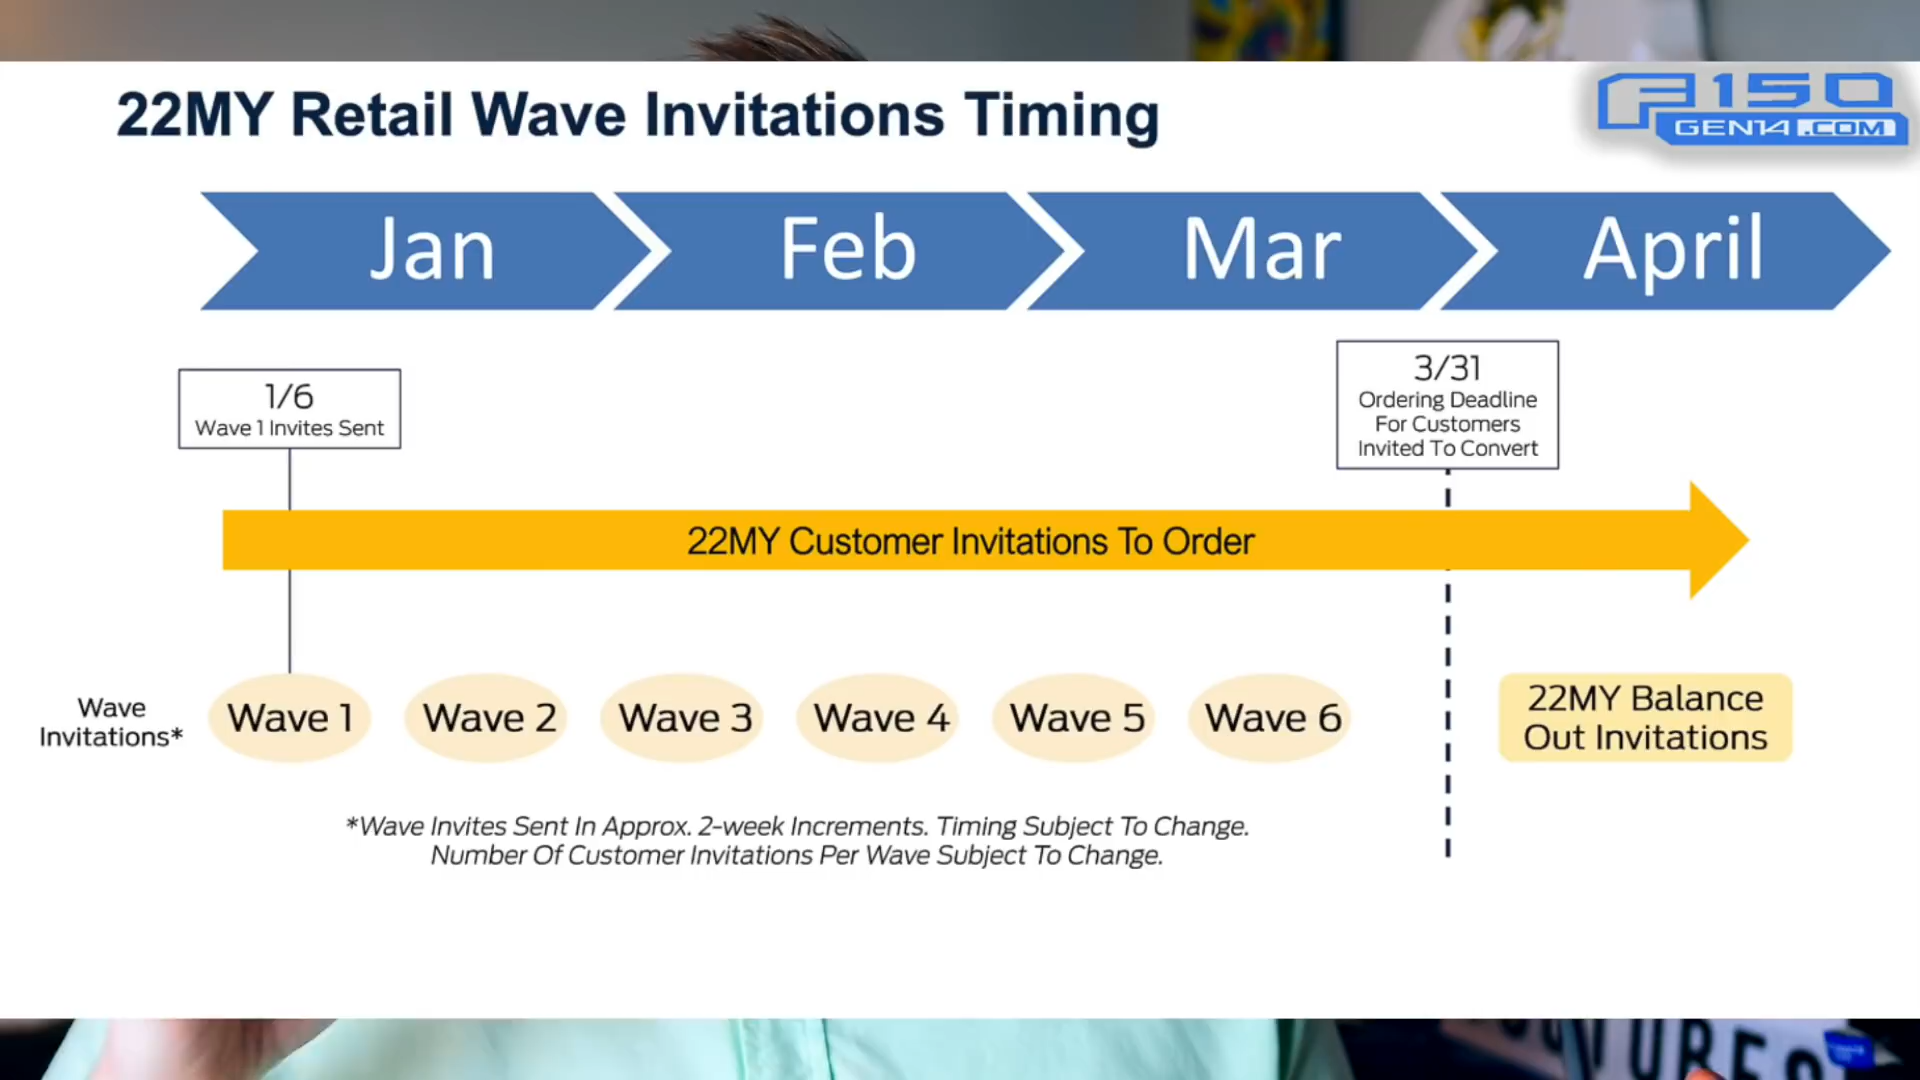 22MY Retail Wave Invitations Timing
F150
GEN14.COM
Jan
Feb
Mar
April
1/6
Wave 1 Invites Sent
3/31
Ordering Deadline
For Customers
Invited To Convert
22MY Customer Invitations To Order
Wave
Invitations*
Wave 1
Wave 2
Wave 3
Wave 4
Wave 5
Wave 6
22MY Balance
Out Invitations
*Wave Invites Sent In Approx. 2-week Increments. Timing Subject To Change.
Number Of Customer Invitations Per Wave Subject To Change.